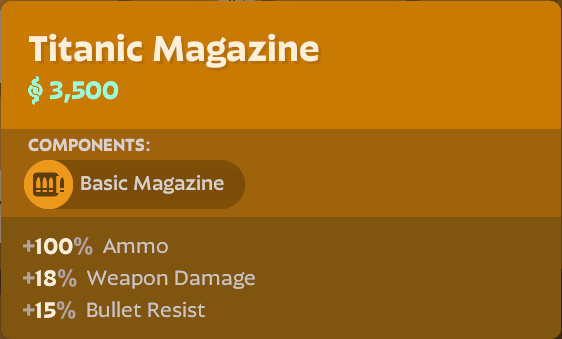 Titanic Magazine
3,500
COMPONENTS:
Basic Magazine
+100% Ammo
+18% Weapon Damage
+15% Bullet Resist